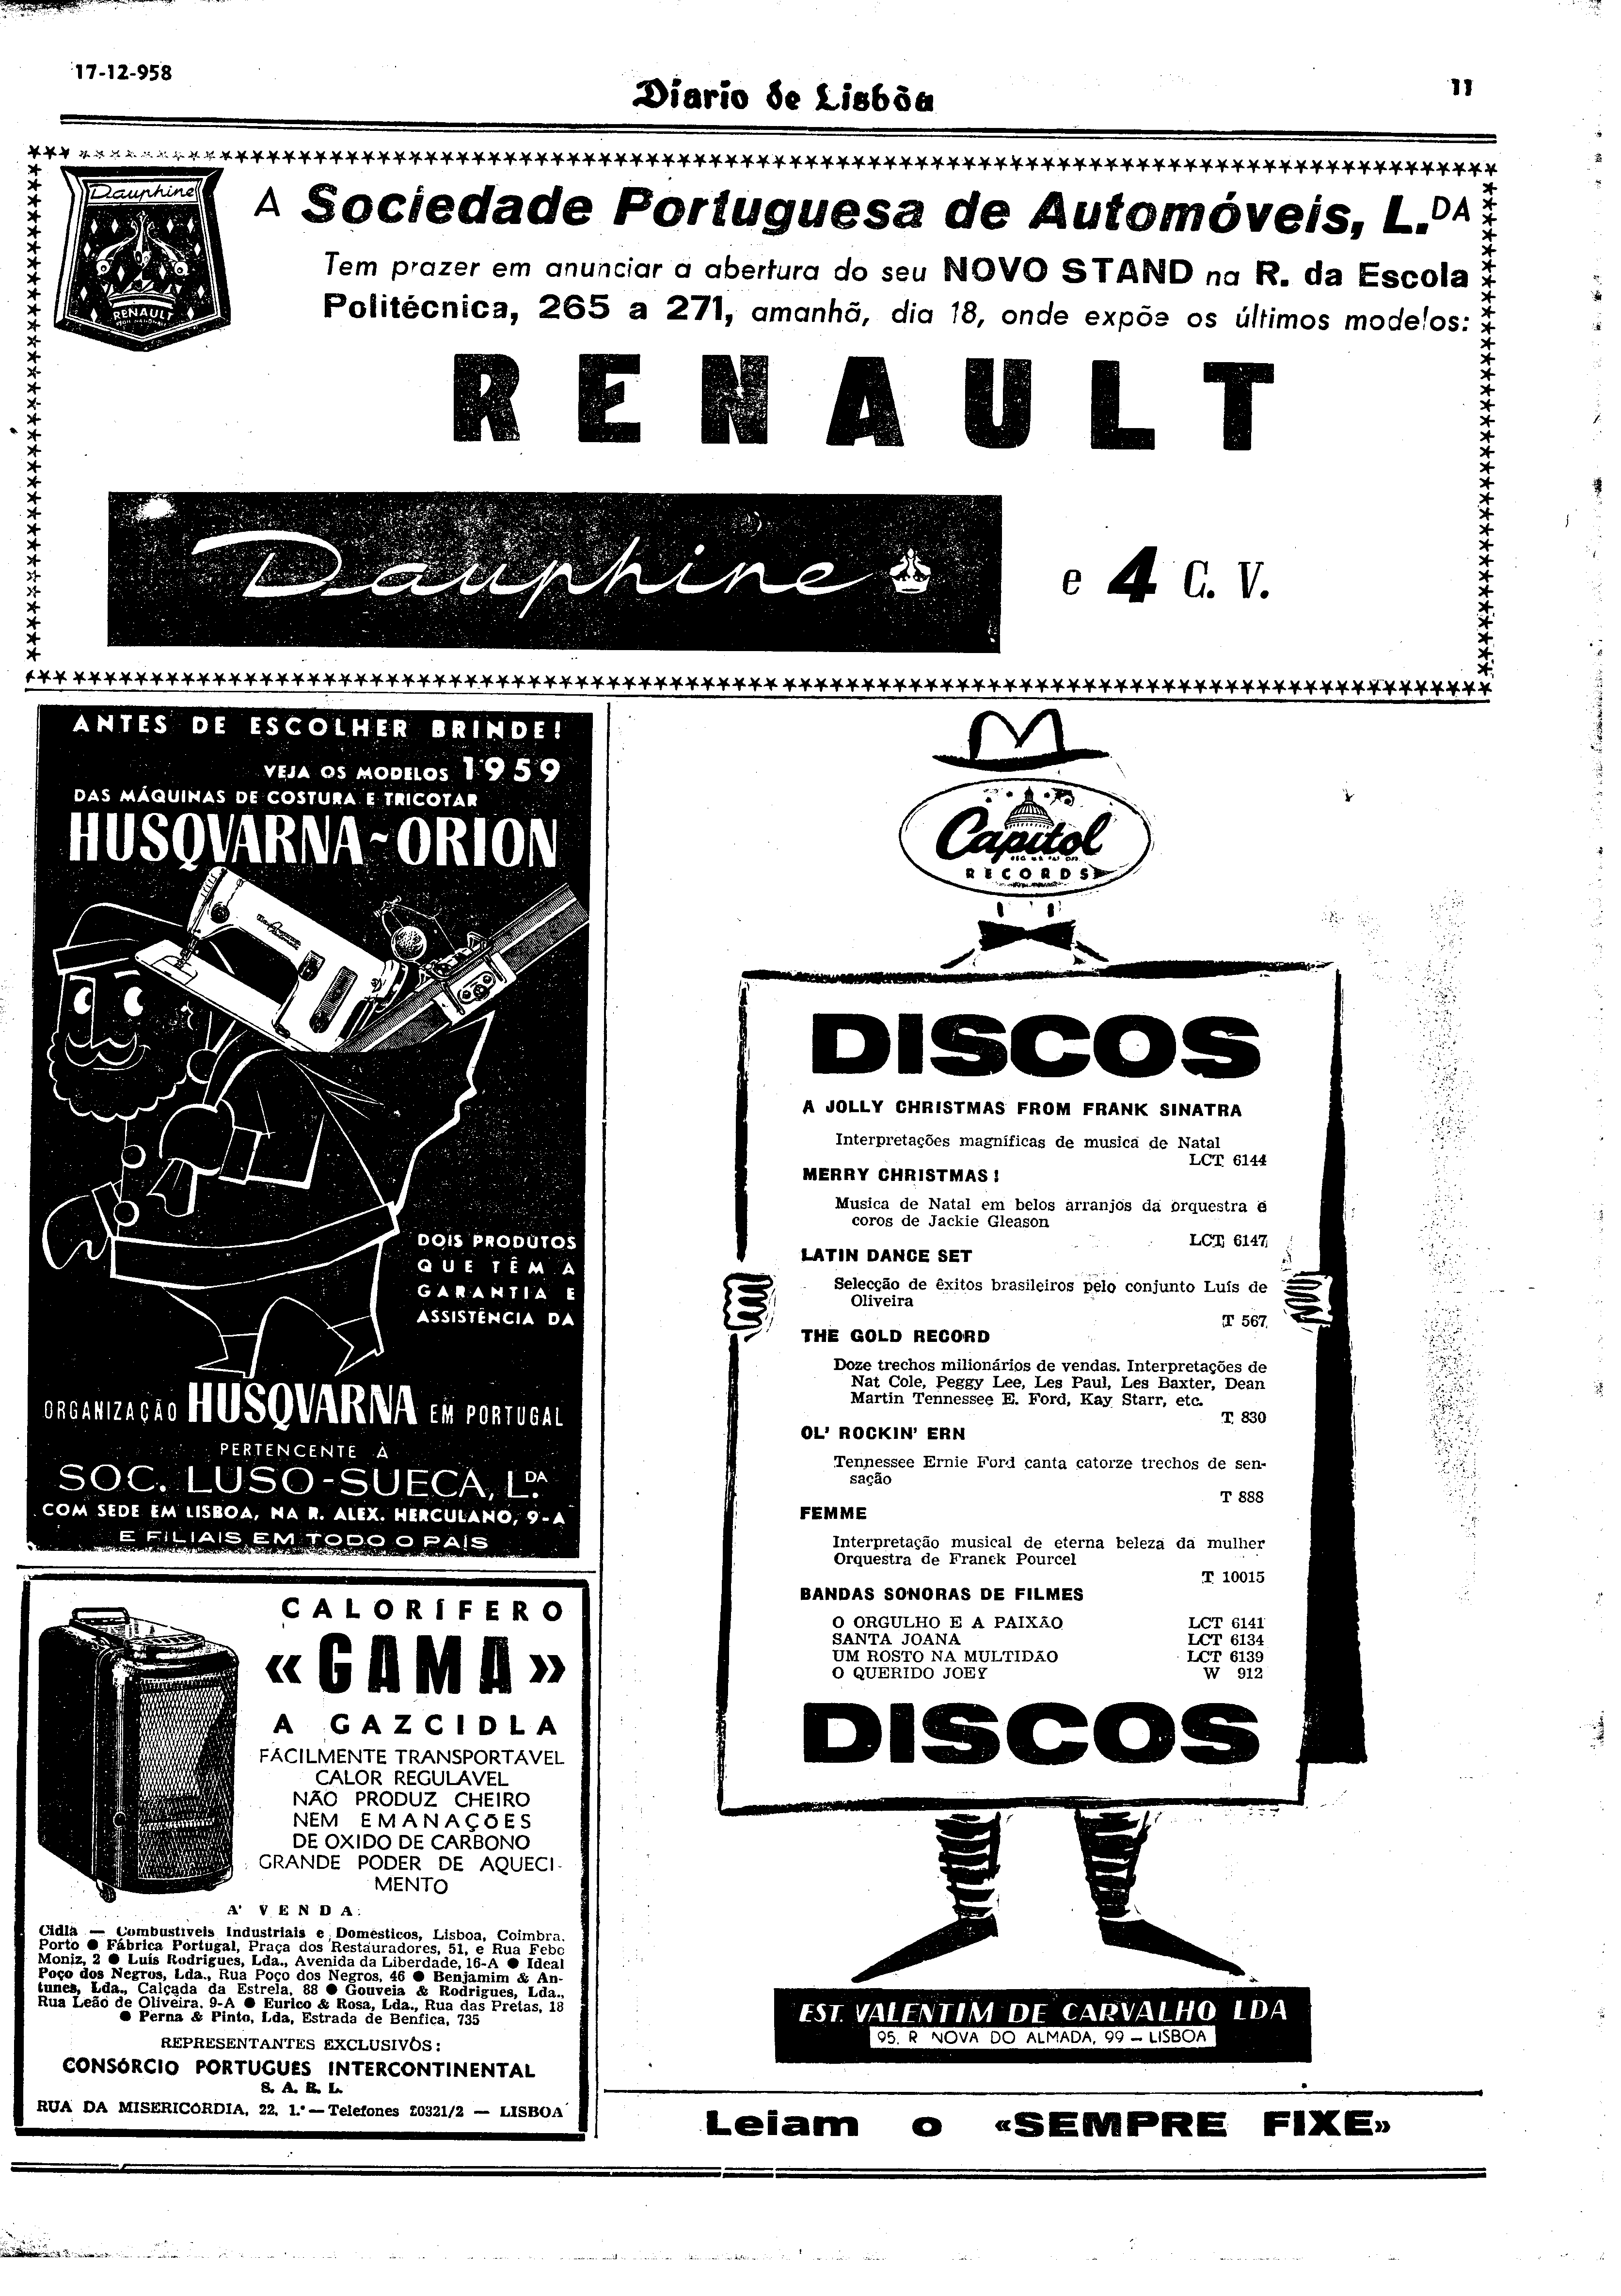 17-12-958
Diario de Lisbôa
11
Dauphine
RENAULT
A Sociedade Portuguesa de Automóveis, L.DA
Tem prazer em anunciar a abertura do seu NOVO STAND na R. da Escola
Politécnica, 265 a 271, amanhã, dia 18, onde expõe os últimos modelos:
RENAULT
Dauphine
e 4 C. V.
ANTES DE ESCOLHER BRINDE!
VEJA OS MODELOS 1959
DAS MÁQUINAS DE COSTURA E TRICOTAR
HUSQVARNA-ORION
DOIS PRODUTOS
QUE TÊM A
GARANTIA E
ASSISTÊNCIA DA
ORGANIZAÇÃO HUSQVARNA EM PORTUGAL
PERTENCENTE À
SOC. LUSO-SUECA, L.DA
COM SEDE EM LISBOA, NA R. ALEX. HERCULANO, 9-A
E FILIAIS EM TODO O PAÍS
CALORÍFERO
«GAMA»
A GAZCIDLA
FÁCILMENTE TRANSPORTAVEL
CALOR REGULAVEL
NÃO PRODUZ CHEIRO
NEM EMANAÇÕES
DE OXIDO DE CARBONO
GRANDE PODER DE AQUECI-
MENTO
A' VENDA:
Cidla — Combustíveis Industriais e Domésticos, Lisboa, Coimbra.
Porto ● Fábrica Portugal, Praça dos Restauradores, 51, e Rua Febo
Moniz, 2 ● Luís Rodrigues, Lda., Avenida da Liberdade, 16-A ● Ideal
Poço dos Negros, Lda., Rua Poço dos Negros, 46 ● Benjamim & An-
tunes, Lda., Calçada da Estrela, 88 ● Gouveia & Rodrigues, Lda.,
Rua Leão de Oliveira, 9-A ● Eurico & Rosa, Lda., Rua das Pretas, 18
● Perna & Pinto, Lda, Estrada de Benfica, 735
REPRESENTANTES EXCLUSIVOS:
CONSÓRCIO PORTUGUÊS INTERCONTINENTAL
S. A. R. L.
RUA DA MISERICORDIA, 22, 1.º — Telefones 20321/2 — LISBOA
Capitol
RECORDS
DISCOS
A JOLLY CHRISTMAS FROM FRANK SINATRA
Interpretações magníficas de musica de Natal
LCT 6144
MERRY CHRISTMAS!
Musica de Natal em belos arranjos da orquestra e
coros de Jackie Gleason
LCT 6147
LATIN DANCE SET
Selecção de êxitos brasileiros pelo conjunto Luís de
Oliveira
T 567
THE GOLD RECORD
Doze trechos milionários de vendas. Interpretações de
Nat Cole, Peggy Lee, Les Paul, Les Baxter, Dean
Martin Tennessee E. Ford, Kay Starr, etc.
T 830
OL' ROCKIN' ERN
Tennessee Ernie Ford canta catorze trechos de sen-
sação
T 888
FEMME
Interpretação musical de eterna beleza da mulher
Orquestra de Franck Pourcel
T 10015
BANDAS SONORAS DE FILMES
O ORGULHO E A PAIXÃO LCT 6141
SANTA JOANA LCT 6134
UM ROSTO NA MULTIDÃO LCT 6139
O QUERIDO JOEY W 912
DISCOS
EST. VALENTIM DE CARVALHO LDA
95, R NOVA DO ALMADA, 99 – LISBOA
Leiam o «SEMPRE FIXE»